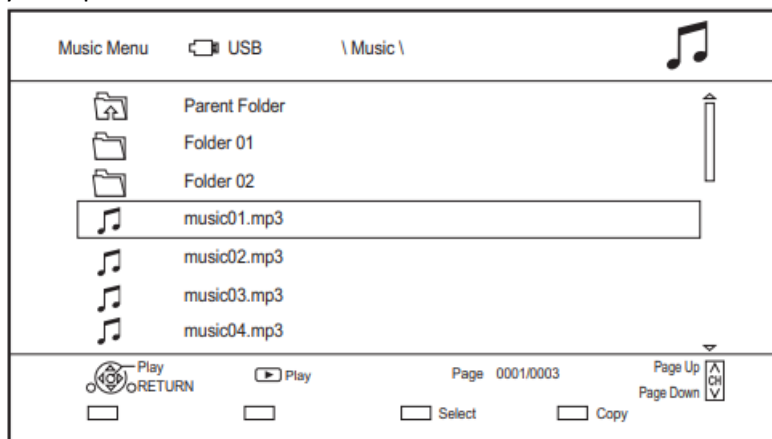 Music Menu USB \ Music \
Parent Folder
Folder 01
Folder 02
music01.mp3
music02.mp3
music03.mp3
music04.mp3
Play
RETURN
Play
Page 0001/0003
Page Up
CH
Page Down
Select
Copy